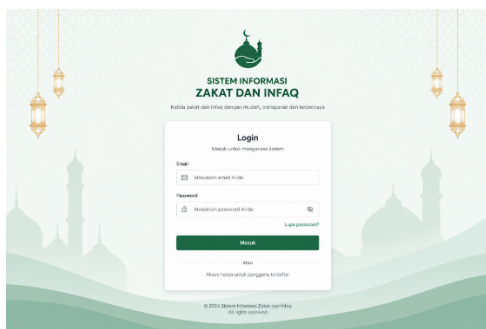 SISTEM INFORMASI
ZAKAT DAN INFAQ
Kelola zakat dan infaq dengan mudah, transparan dan terpercaya
Login
Masuk untuk mengakses sistem
Email
Masukkan email Anda
Password
Masukkan password Anda
Lupa password?
Masuk
atau
Akses hanya untuk pengguna terdaftar
© 2024 Sistem Informasi Zakat dan Infaq
All rights reserved